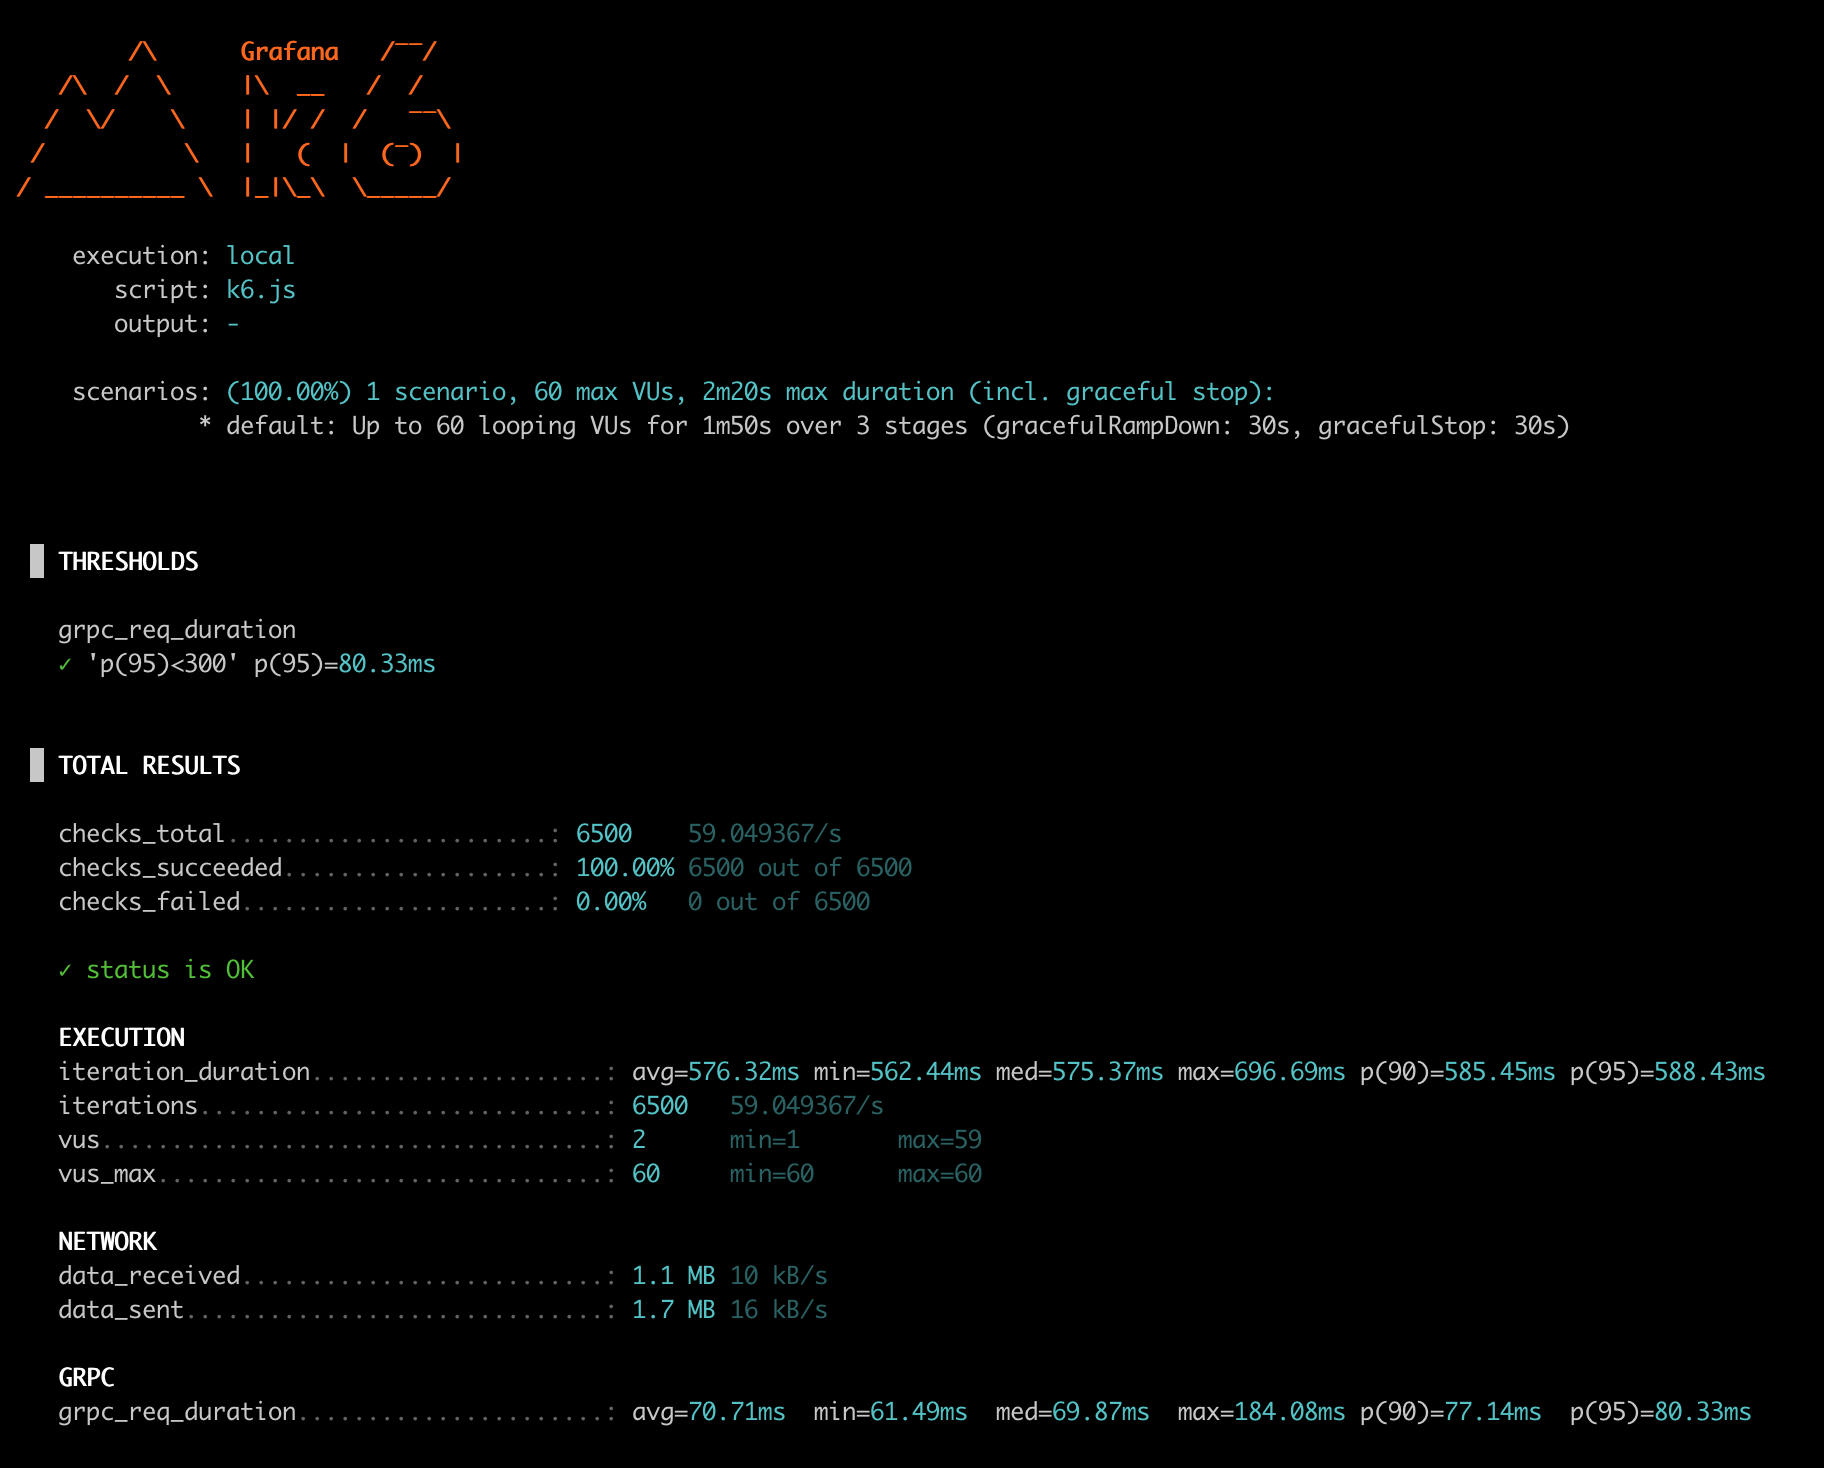 /\      Grafana   /‾‾/
    /\  /  \     |\  __   /  /
   /  \/    \    | |/ /  /   ‾‾\
  /          \   |   (  |  (‾)  |
 / __________ \  |_|\_\  \_____/
execution: local
script: k6.js
output: -
scenarios: (100.00%) 1 scenario, 60 max VUs, 2m20s max duration (incl. graceful stop):
* default: Up to 60 looping VUs for 1m50s over 3 stages (gracefulRampDown: 30s, gracefulStop: 30s)
█ THRESHOLDS
grpc_req_duration
✓ 'p(95)<300' p(95)=80.33ms
█ TOTAL RESULTS
checks_total.......................: 6500    59.049367/s
checks_succeeded...................: 100.00% 6500 out of 6500
checks_failed......................: 0.00%   0 out of 6500
✓ status is OK
EXECUTION
iteration_duration.....................: avg=576.32ms min=562.44ms med=575.37ms max=696.69ms p(90)=585.45ms p(95)=588.43ms
iterations.............................: 6500   59.049367/s
vus....................................: 2      min=1       max=59
vus_max................................: 60     min=60      max=60
NETWORK
data_received..........................: 1.1 MB 10 kB/s
data_sent..............................: 1.7 MB 16 kB/s
GRPC
grpc_req_duration......................: avg=70.71ms  min=61.49ms  med=69.87ms  max=184.08ms p(90)=77.14ms  p(95)=80.33ms